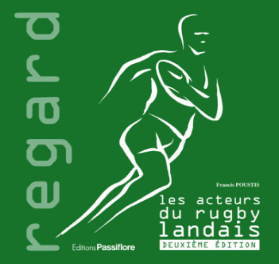 regard
Francis POUSTIS
les acteurs
du rugby
landais
DEUXIÈME ÉDITION
Editions Passiflore